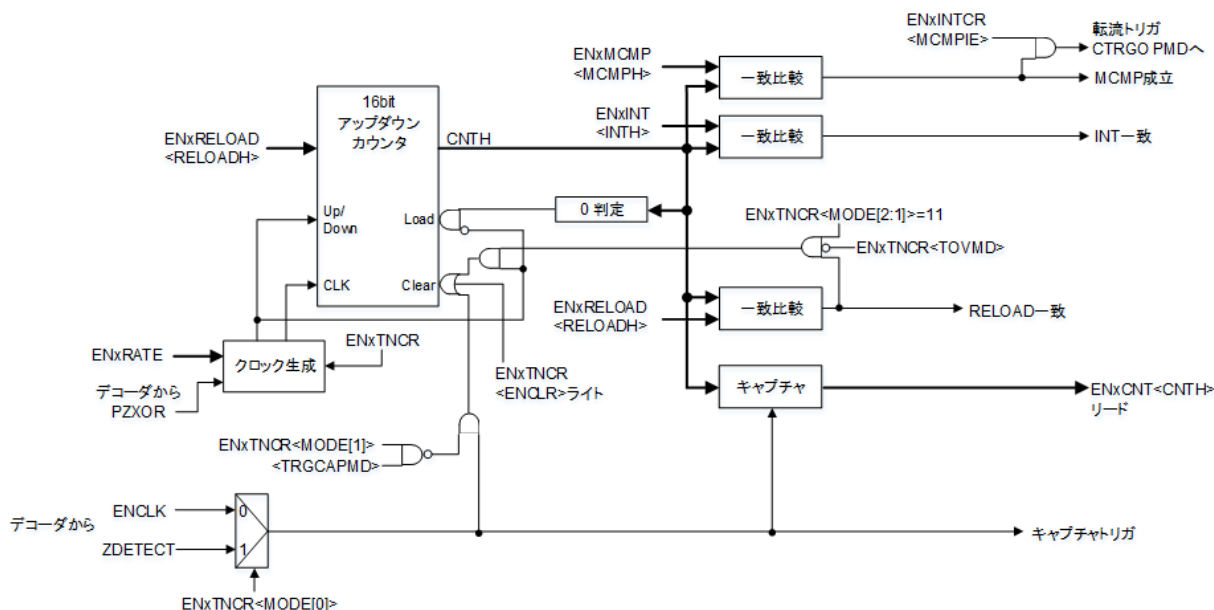 ENxINTCR
<MCMPIE>
転流トリガ
CTRGO PMDへ
ENxMCMP
<MCMPH>
一致比較
MCMP成立
16bit
アップダウン
カウンタ
ENxINT
<INTH>
一致比較
INT一致
ENxRELOAD
<RELOADH>
CNTH
0 判定
Up/
Down
Load
ENxTNCR<MODE[2:1]>=11
ENxTNCR<TOVMD>
CLK
Clear
ENxRELOAD
<RELOADH>
一致比較
RELOAD一致
ENxRATE
クロック生成
ENxTNCR
デコーダから
PZXOR
ENxTNCR
<ENCLR>ライト
キャプチャ
ENxCNT<CNTH>
リード
ENxTNCR<MODE[1]>
<TRGCAPMD>
デコーダから
ENCLK
0
ZDETECT
1
キャプチャトリガ
ENxTNCR<MODE[0]>